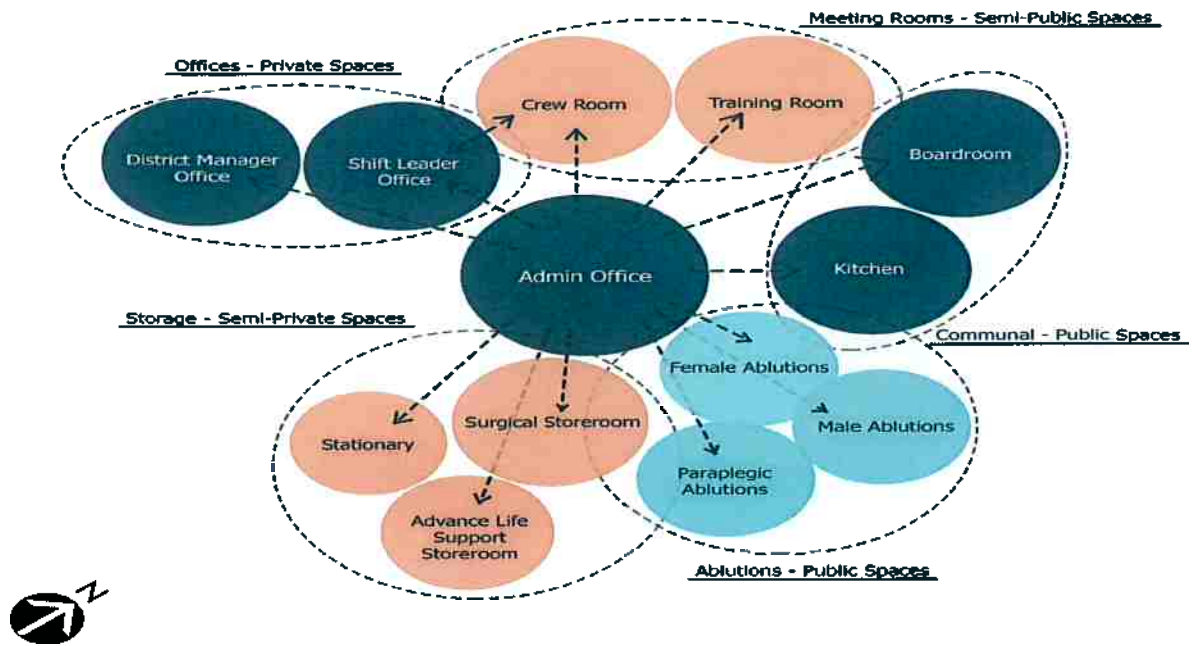 Meeting Rooms - Semi-Public Spaces
Offices - Private Spaces
Crew Room
Training Room
Boardroom
District Manager
Office
Shift Leader
Office
Admin Office
Kitchen
Storage - Semi-Private Spaces
Communal - Public Spaces
Female Ablutions
Surgical Storeroom
Male Ablutions
Stationary
Paraplegic
Ablutions
Advance Life
Support
Storeroom
Ablutions - Public Spaces
N